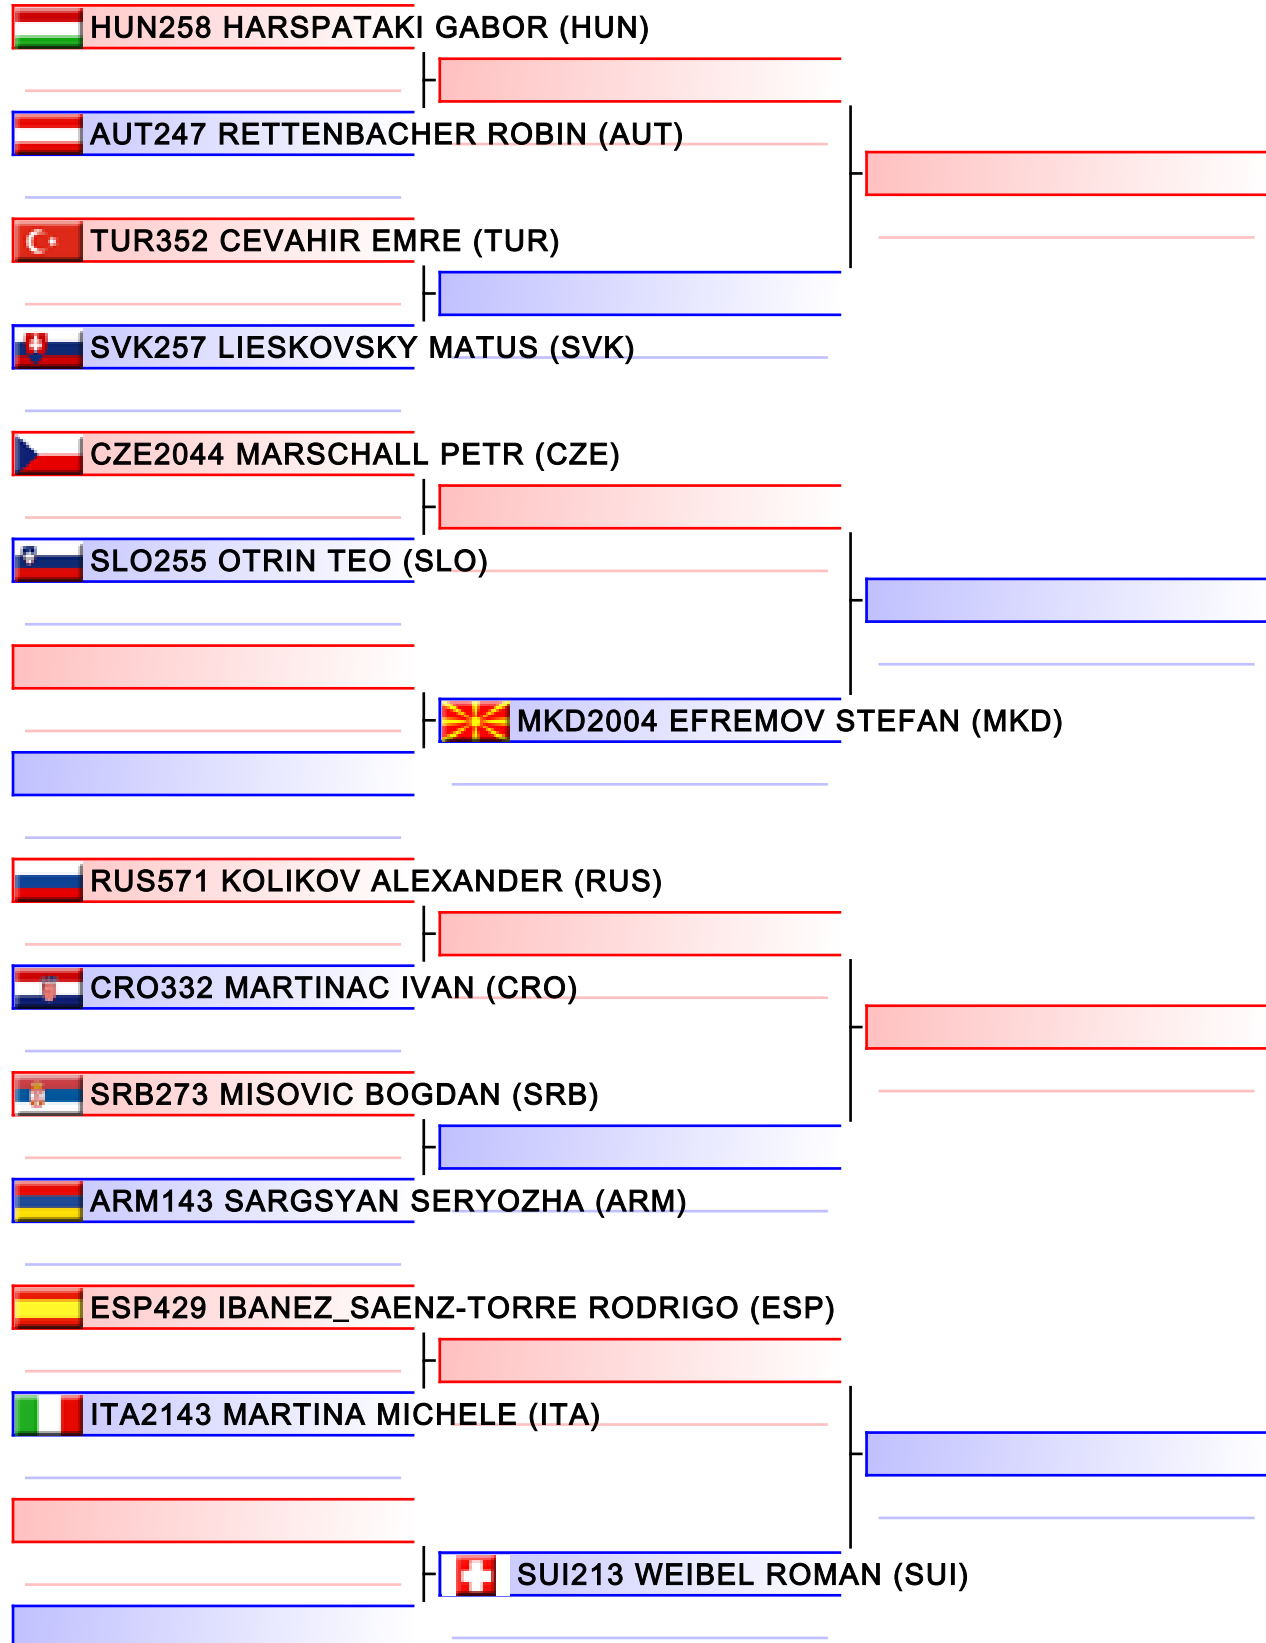 HUN258 HARSPATAKI GABOR (HUN)
AUT247 RETTENBACHER ROBIN (AUT)
TUR352 CEVAHIR EMRE (TUR)
SVK257 LIESKOVSKY MATUS (SVK)
CZE2044 MARSCHALL PETR (CZE)
SLO255 OTRIN TEO (SLO)
MKD2004 EFREMOV STEFAN (MKD)
RUS571 KOLIKOV ALEXANDER (RUS)
CRO332 MARTINAC IVAN (CRO)
SRB273 MISOVIC BOGDAN (SRB)
ARM143 SARGSYAN SERYOZHA (ARM)
ESP429 IBANEZ_SAENZ-TORRE RODRIGO (ESP)
ITA2143 MARTINA MICHELE (ITA)
SUI213 WEIBEL ROMAN (SUI)